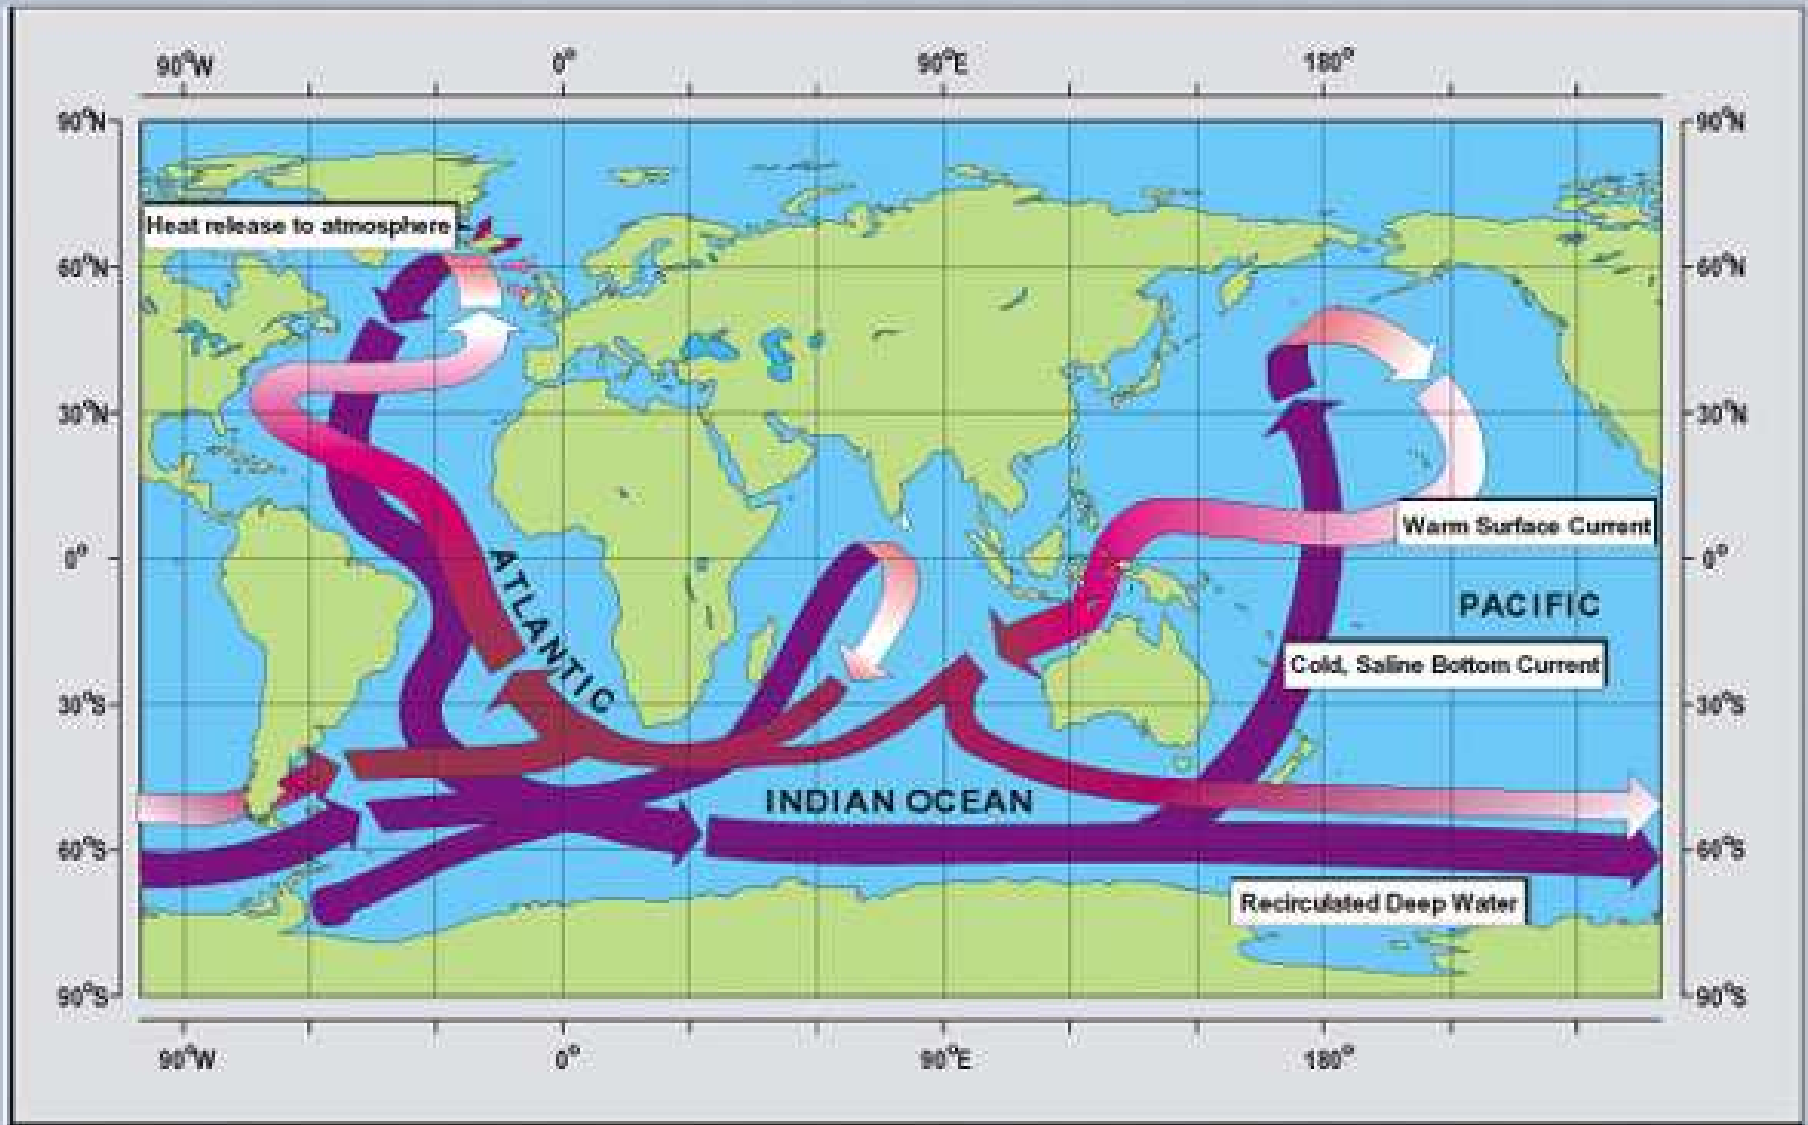 90°W 0° 90°E 180°
90°N 90°N
Heat release to atmosphere
60°N 60°N
30°N 30°N
Warm Surface Current
0° 0°
ATLANTIC
PACIFIC
Cold, Saline Bottom Current
30°S 30°S
INDIAN OCEAN
60°S 60°S
Recirculated Deep Water
90°S 90°S
90°W 0° 90°E 180°